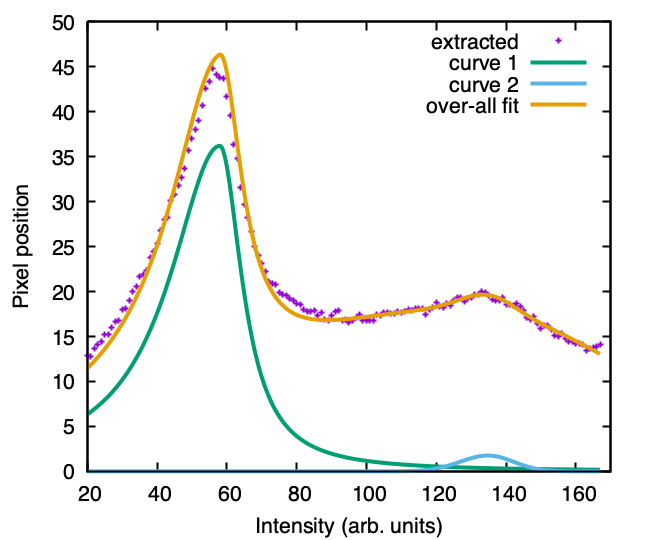 50
45
40
35
30
25
20
15
10
5
0
Pixel position
extracted
curve 1
curve 2
over-all fit
20 40 60 80 100 120 140 160
Intensity (arb. units)